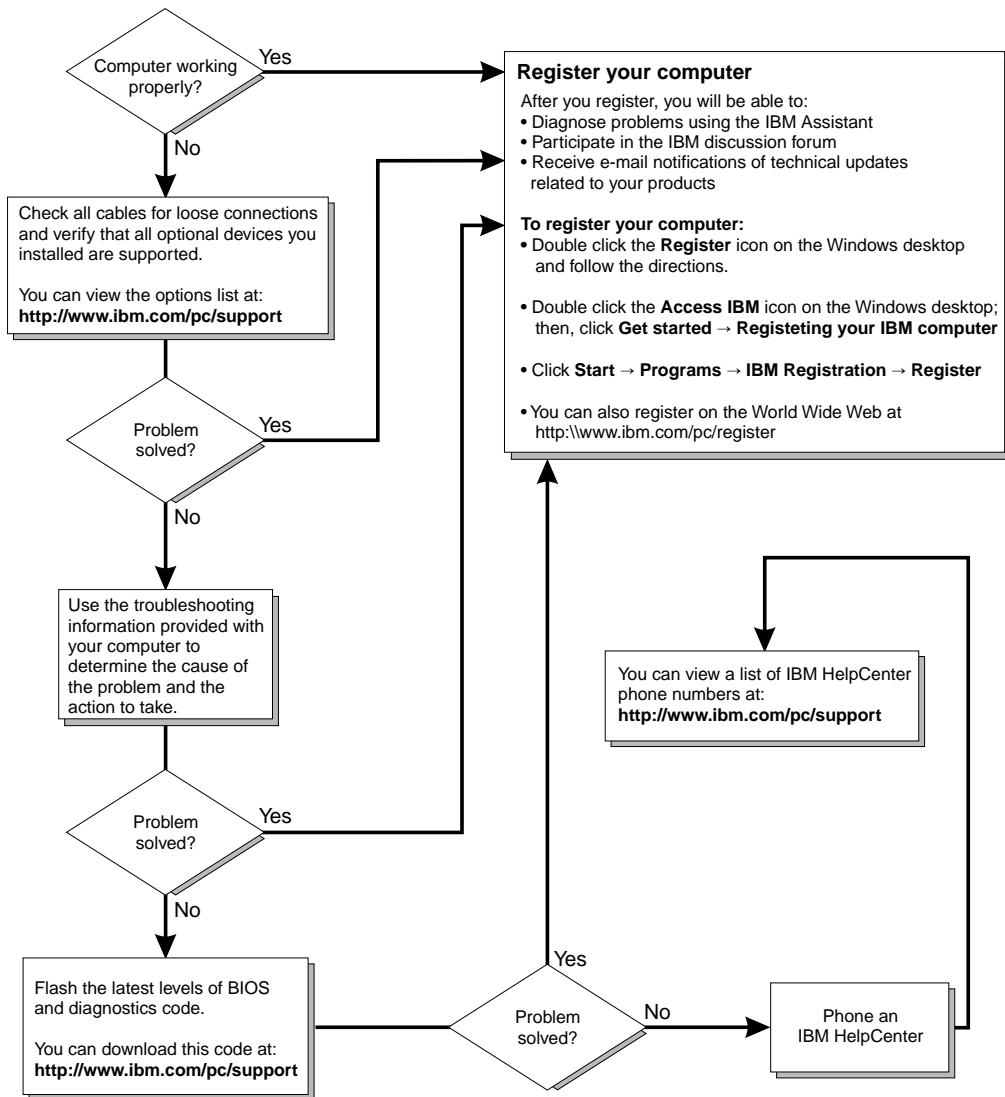 Computer working
properly?
Yes
No
Check all cables for loose connections
and verify that all optional devices you
installed are supported.
You can view the options list at:
http://www.ibm.com/pc/support
Problem
solved?
Yes
No
Use the troubleshooting
information provided with
your computer to
determine the cause of
the problem and the
action to take.
Problem
solved?
Yes
No
Flash the latest levels of BIOS
and diagnostics code.
You can download this code at:
http://www.ibm.com/pc/support
Problem
solved?
Yes
No
Phone an
IBM HelpCenter
You can view a list of IBM HelpCenter
phone numbers at:
http://www.ibm.com/pc/support
Register your computer
After you register, you will be able to:
• Diagnose problems using the IBM Assistant
• Participate in the IBM discussion forum
• Receive e-mail notifications of technical updates
related to your products
To register your computer:
• Double click the Register icon on the Windows desktop
and follow the directions.
• Double click the Access IBM icon on the Windows desktop;
then, click Get started → Registeting your IBM computer
• Click Start → Programs → IBM Registration → Register
• You can also register on the World Wide Web at
http:\\www.ibm.com/pc/register